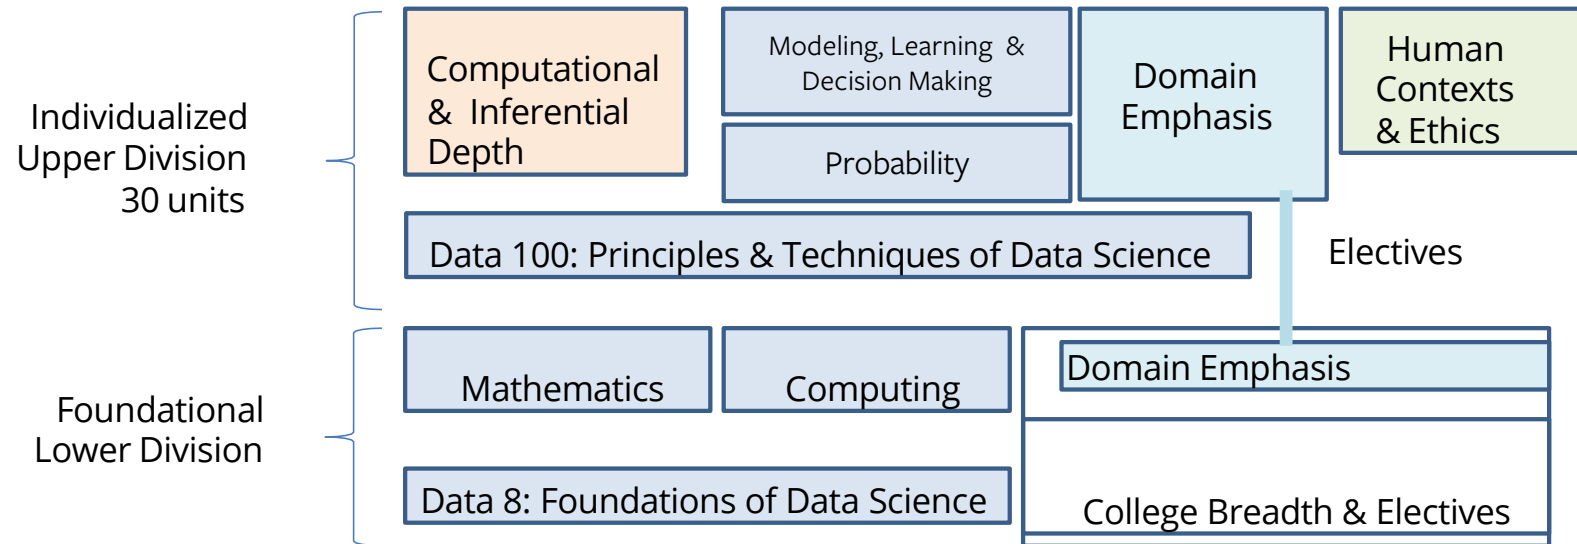 Individualized
Upper Division
30 units
Computational
& Inferential
Depth
Modeling, Learning &
Decision Making
Probability
Domain
Emphasis
Human
Contexts
& Ethics
Data 100: Principles & Techniques of Data Science
Electives
Foundational
Lower Division
Mathematics
Computing
Domain Emphasis
Data 8: Foundations of Data Science
College Breadth & Electives